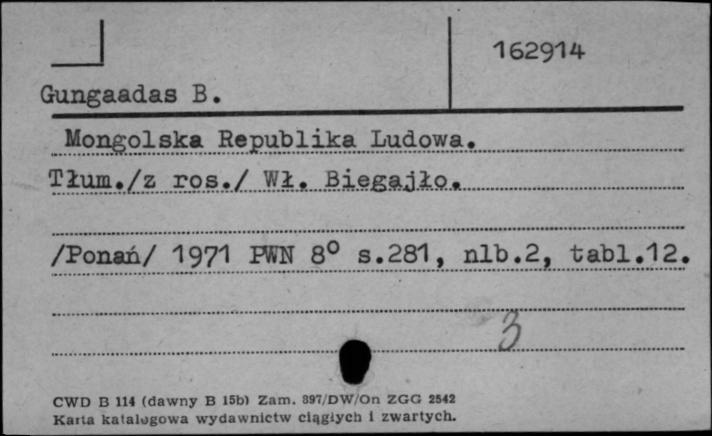 162914
Gungaadas B.
Mongolska Republika Ludowa.
Tłum./z ros./ Wł. Biegajło.
/Ponań/ 1971 PWN 8° s.281, nlb.2, tabl.12.
3
CWD B 114 (dawny B 15b) Zam. 897/DW/On ZGG 2542
Karta katalogowa wydawnictw ciągłych i zwartych.